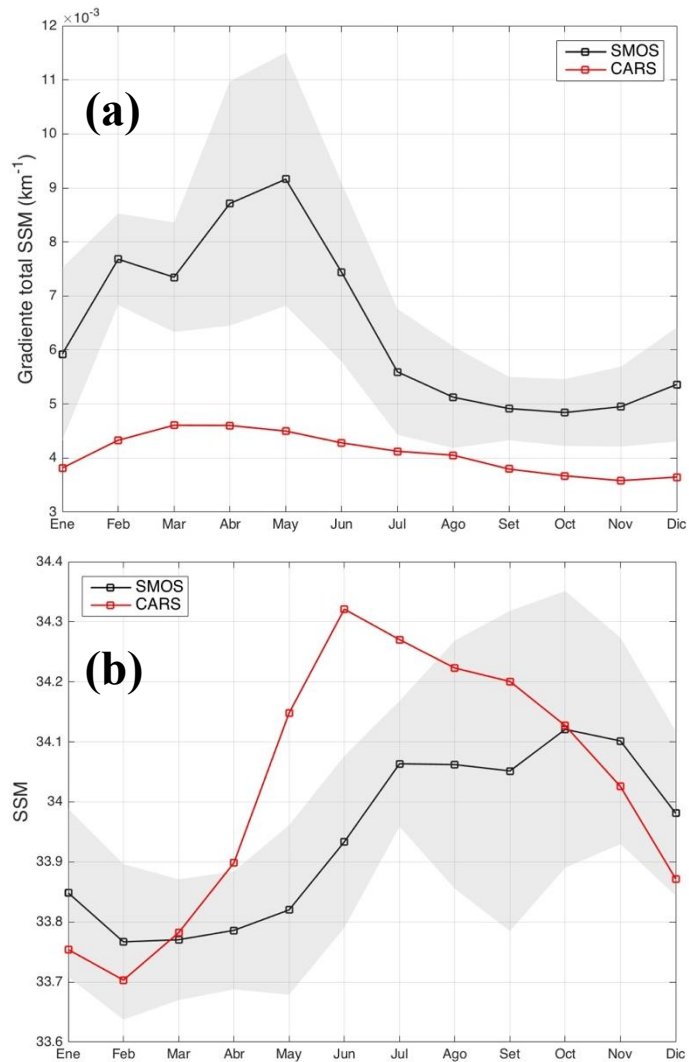 ×10⁻³
12
11
10
9
8
7
6
5
4
3
Gradiente total SSM (km⁻¹)
(a)
SMOS
CARS
Ene Feb Mar Abr May Jun Jul Ago Set Oct Nov Dic
34.4
34.3
34.2
34.1
34
33.9
33.8
33.7
33.6
SSM
SMOS
CARS
(b)
Ene Feb Mar Abr May Jun Jul Ago Set Oct Nov Dic